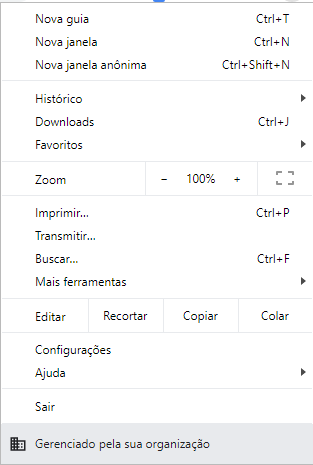 Nova guia Ctrl+T
Nova janela Ctrl+N
Nova janela anónima Ctrl+Shift+N
Histórico
Downloads Ctrl+J
Favoritos
Zoom − 100% +
Imprimir... Ctrl+P
Transmitir...
Buscar... Ctrl+F
Mais ferramentas
Editar Recortar Copiar Colar
Configurações
Ajuda
Sair
Gerenciado pela sua organização